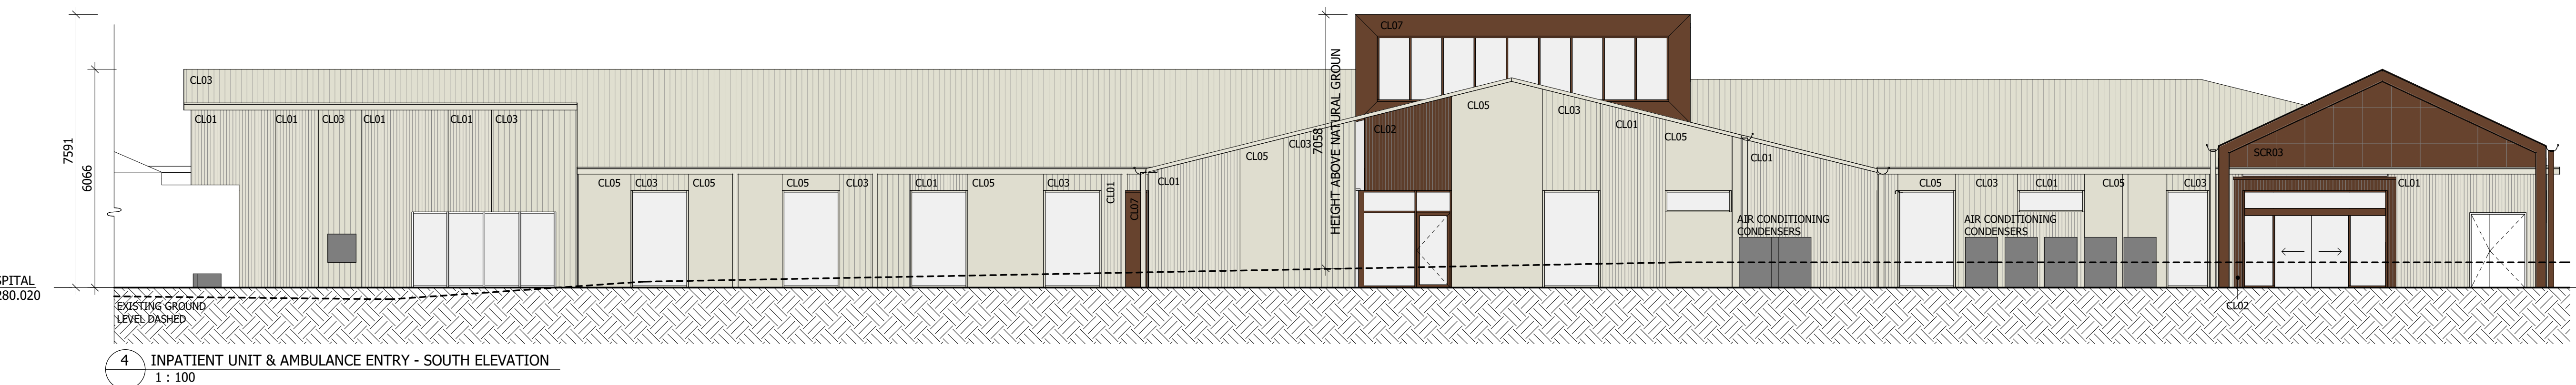 CL07
CL03
CL01
CL01
CL03
CL01
CL01
CL03
7591
6066
7058
HEIGHT ABOVE NATURAL GROUN
CL05
CL03
CL05
CL05
CL03
CL01
CL05
CL03
CL01
CL07
CL01
CL05
CL03
CL02
CL05
CL03
CL01
CL05
CL01
AIR CONDITIONING
CONDENSERS
CL05
CL03
CL01
CL05
CL03
AIR CONDITIONING
CONDENSERS
SCR03
CL01
CL02
SPITAL
280.020
EXISTING GROUND
LEVEL DASHED
4
INPATIENT UNIT & AMBULANCE ENTRY - SOUTH ELEVATION
1 : 100